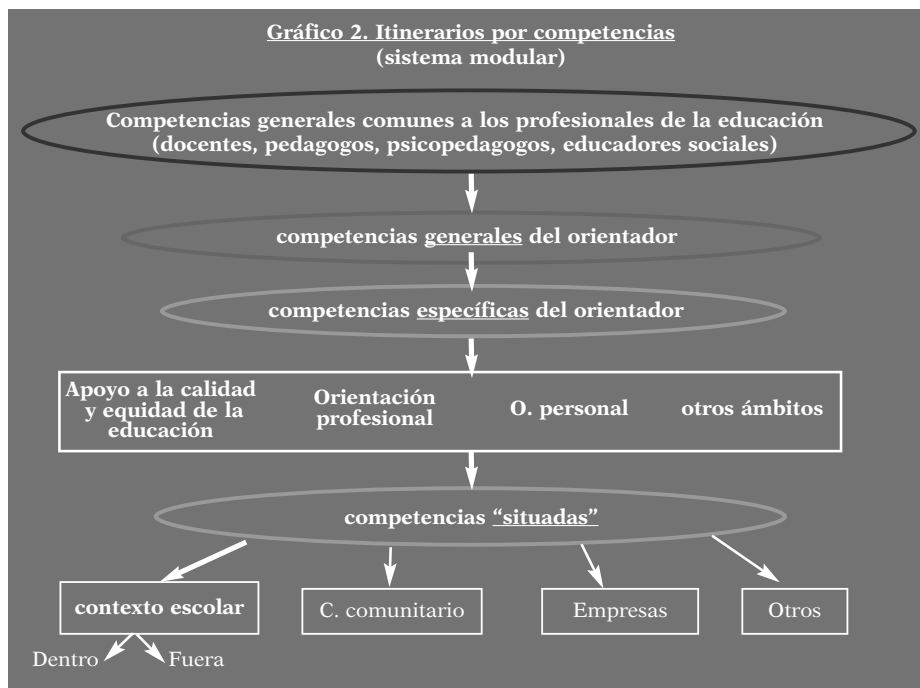 Gráfico 2. Itinerarios por competencias
(sistema modular)
Competencias generales comunes a los profesionales de la educación
(docentes, pedagogos, psicopedagogos, educadores sociales)
competencias generales del orientador
competencias específicas del orientador
Apoyo a la calidad
y equidad de la
educación
Orientación
profesional
O. personal
otros ámbitos
competencias “situadas”
contexto escolar
C. comunitario
Empresas
Otros
Dentro
Fuera